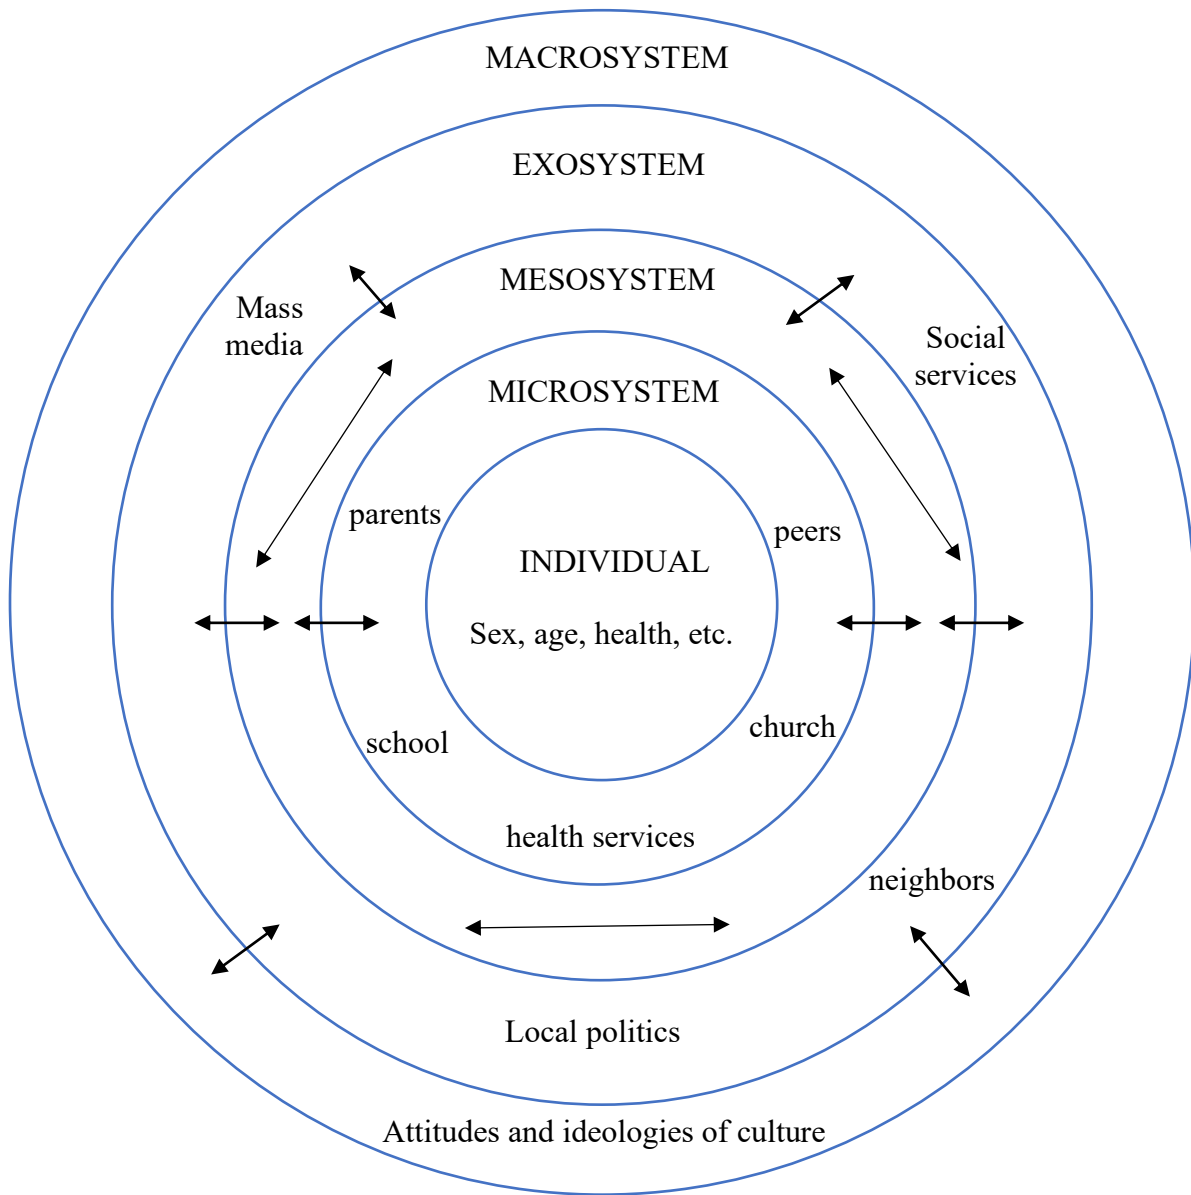 MACROSYSTEM
EXOSYSTEM
MESOSYSTEM
Mass
media
Social
services
MICROSYSTEM
parents
peers
INDIVIDUAL
Sex, age, health, etc.
school
church
health services
neighbors
Local politics
Attitudes and ideologies of culture